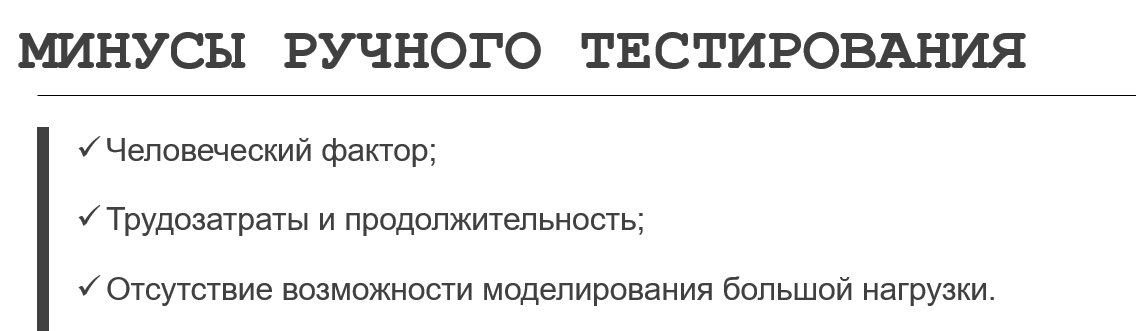 МИНУСЫ РУЧНОГО ТЕСТИРОВАНИЯ
✓Человеческий фактор;
✓Трудозатраты и продолжительность;
✓Отсутствие возможности моделирования большой нагрузки.